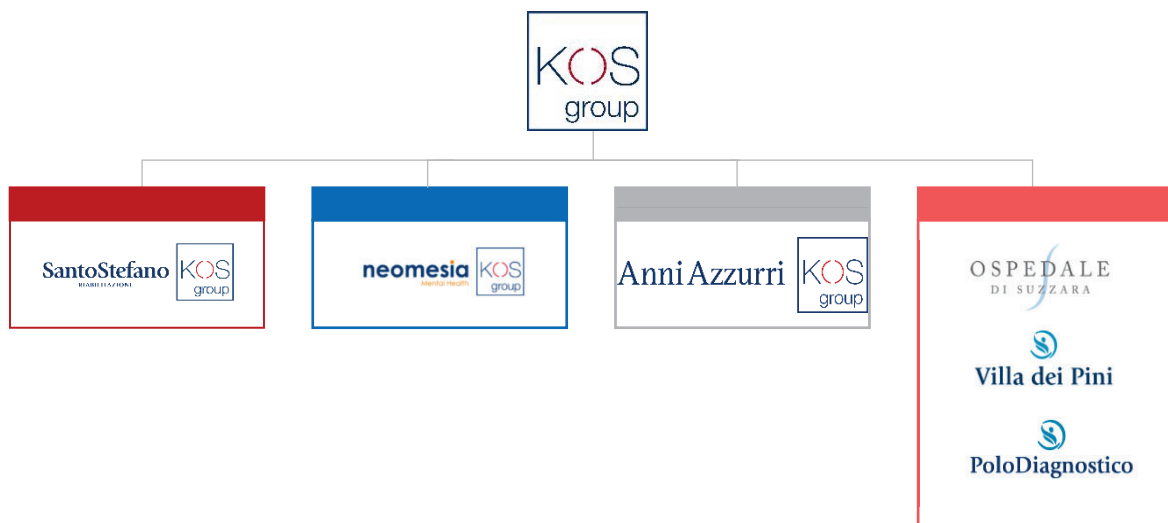 KOS
group
SantoStefano
RIABILITAZIONI
KOS
group
neomesia
Mental Health
KOS
group
Anni Azzurri
KOS
group
OSPEDALE
DI SUZZARA
Villa dei Pini
PoloDiagnostico